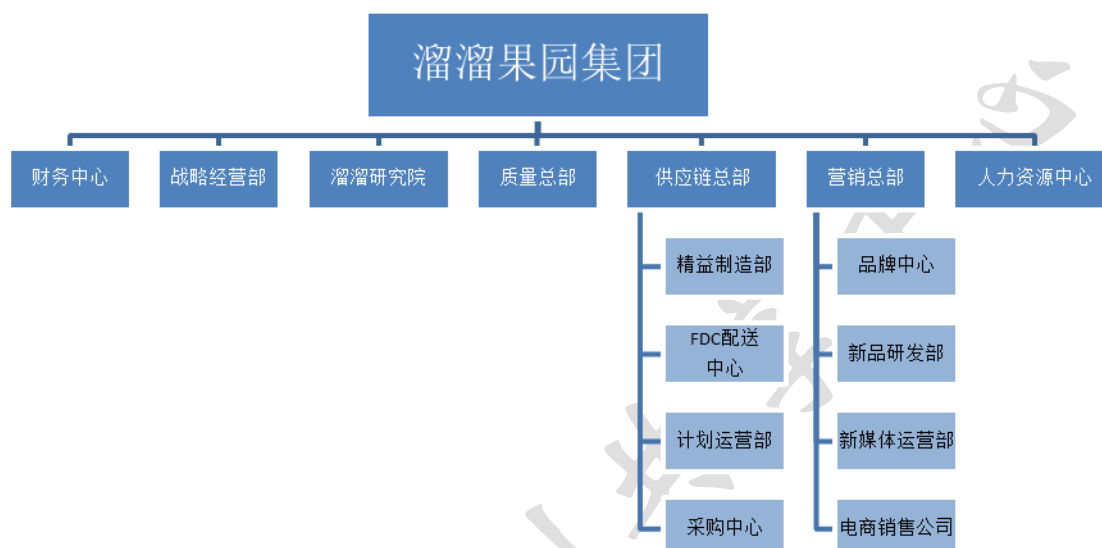 溜溜果园集团
财务中心
战略经营部
溜溜研究院
质量总部
供应链总部
营销总部
人力资源中心
精益制造部
品牌中心
FDC配送
中心
新品研发部
计划运营部
新媒体运营部
采购中心
电商销售公司